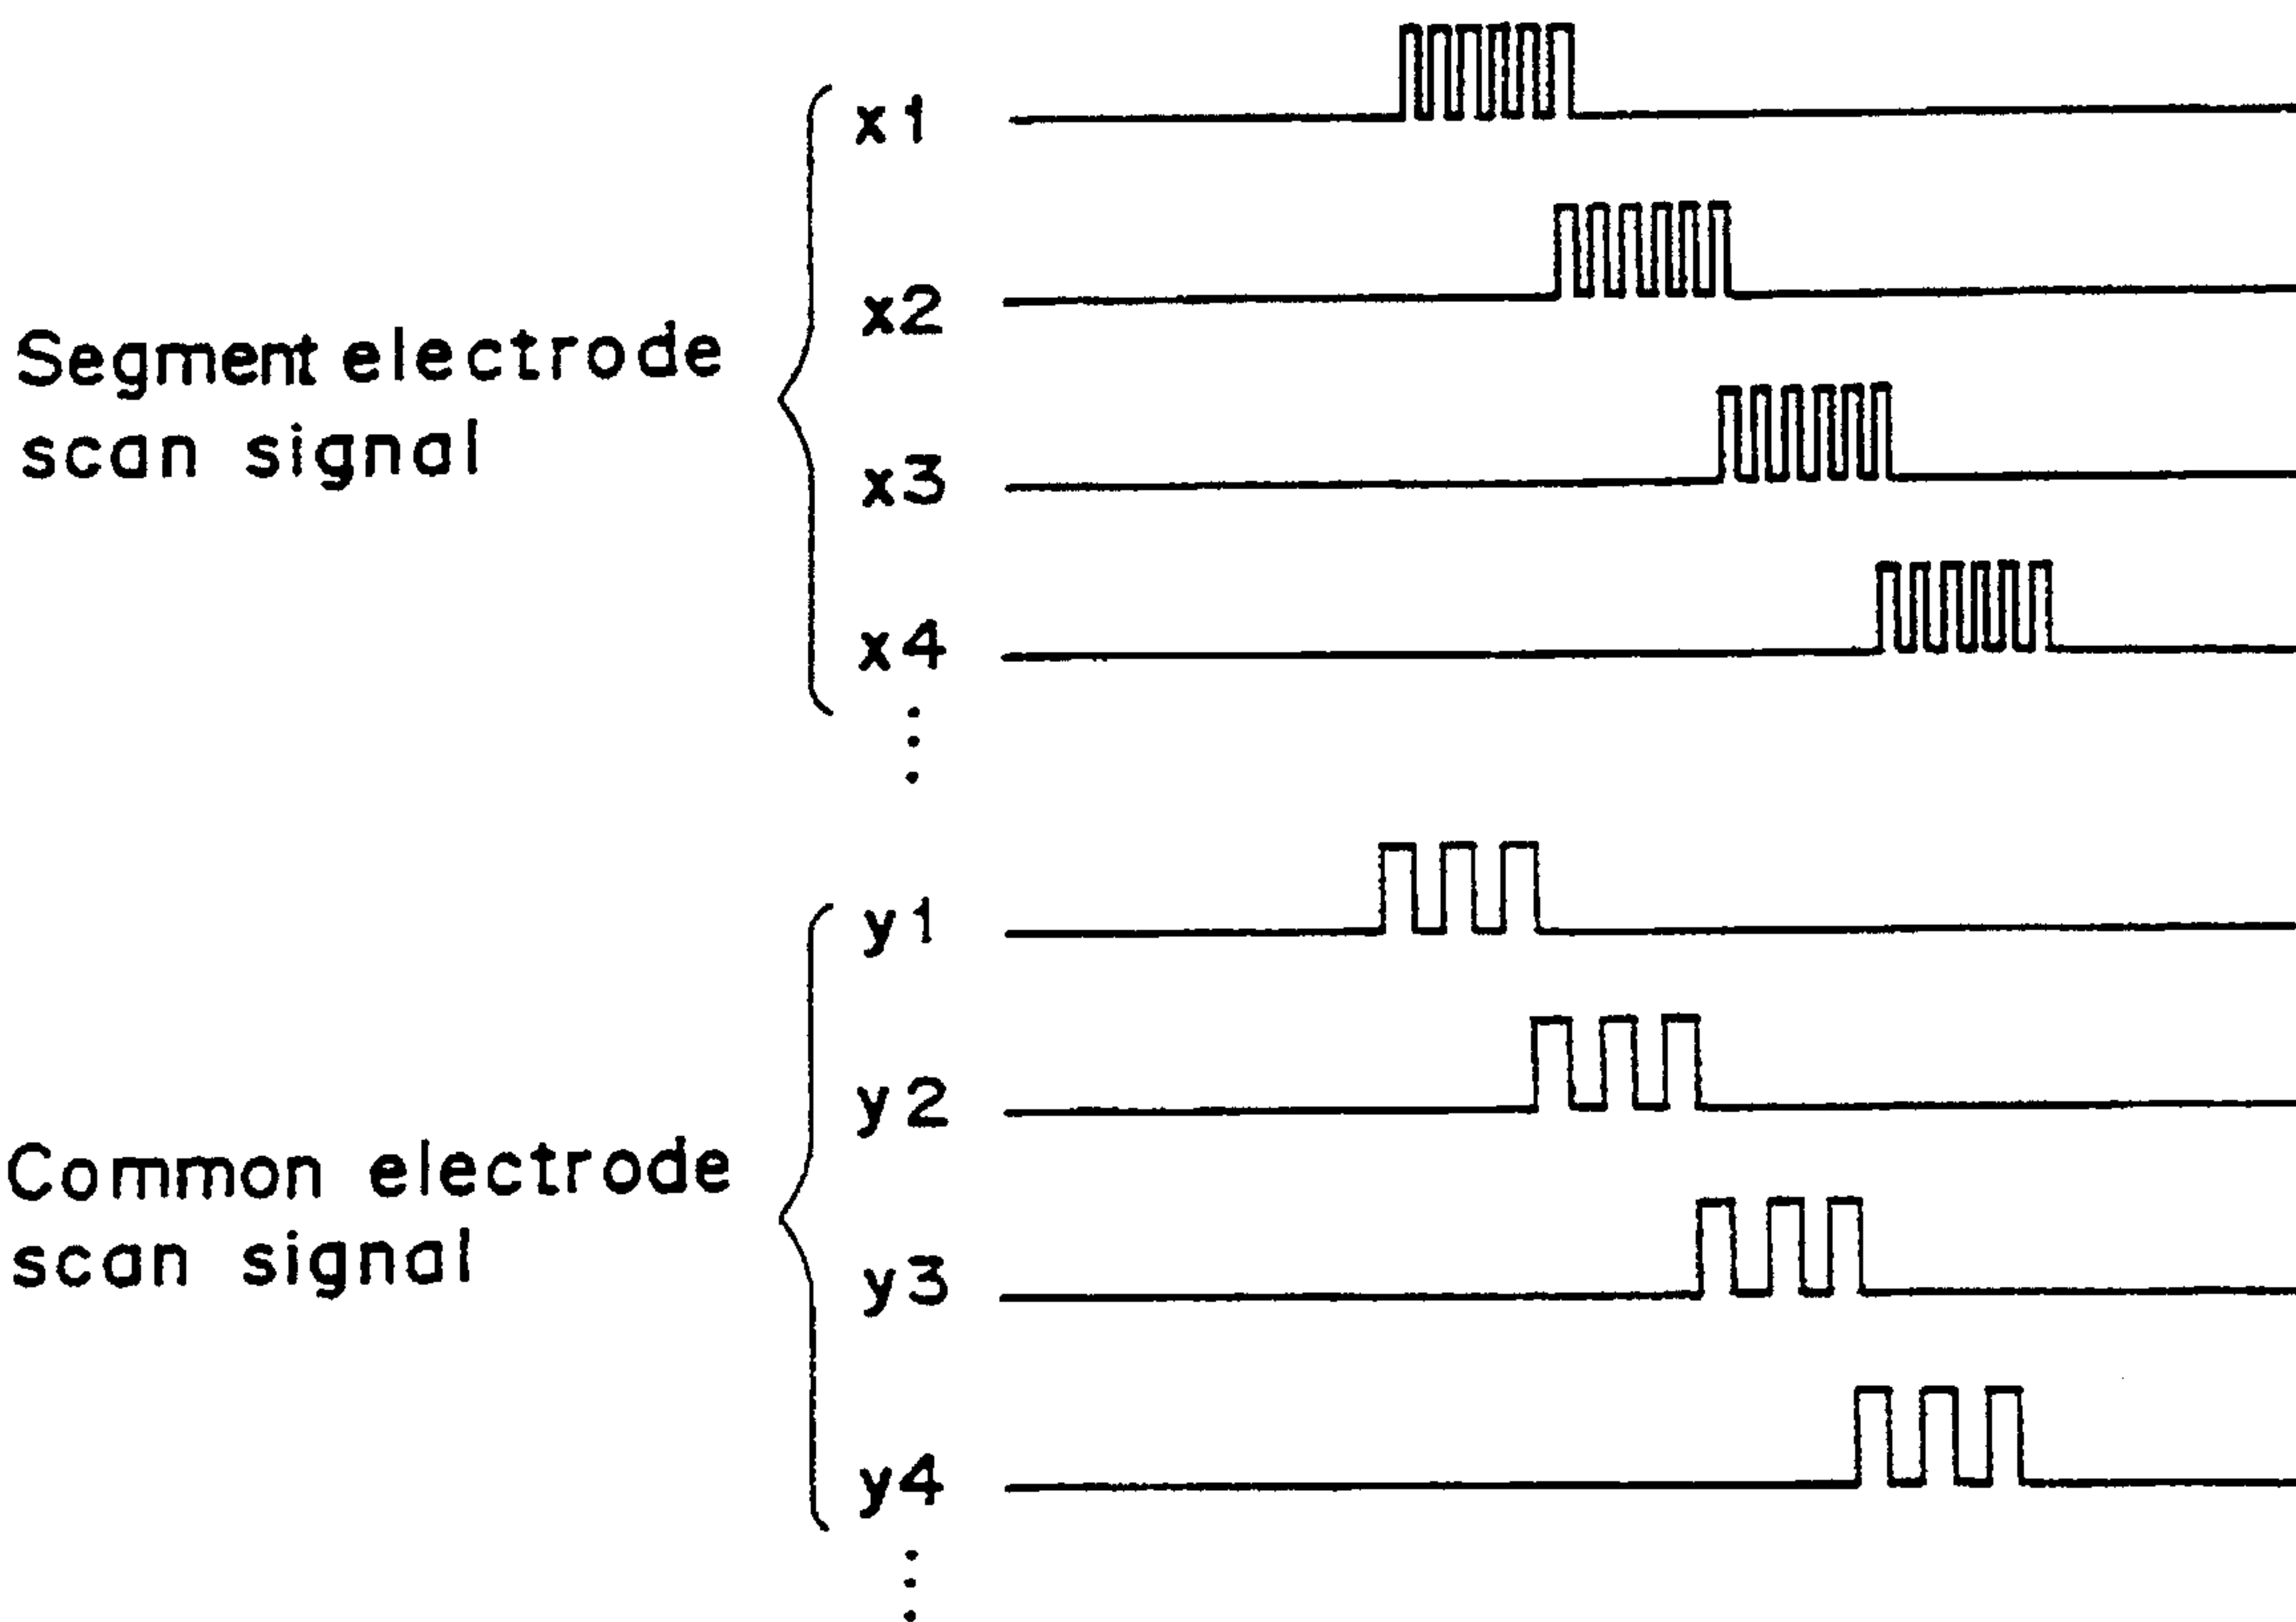 Segment electrode
scan signal
x1
x2
x3
x4
⋮
Common electrode
scan signal
y1
y2
y3
y4
⋮